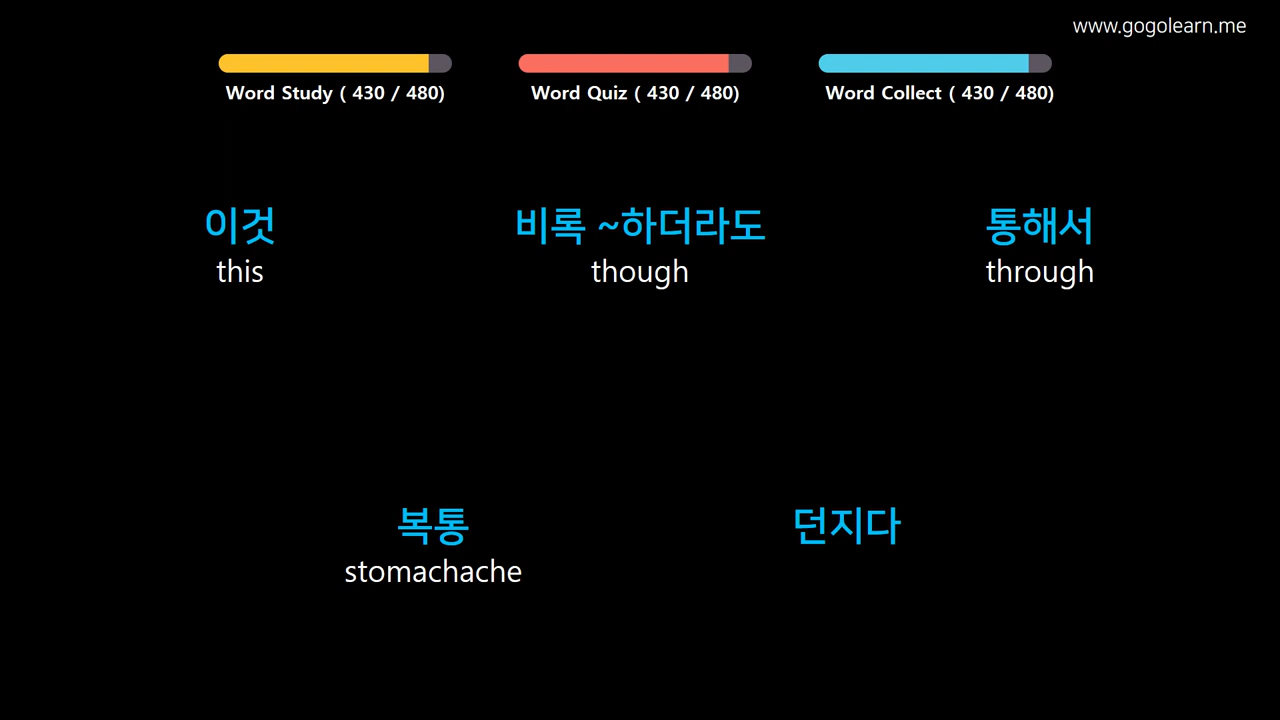 www.gogolearn.me
Word Study ( 430 / 480)
Word Quiz ( 430 / 480)
Word Collect ( 430 / 480)
이것
this
비록 ~하더라도
though
통해서
through
복통
stomachache
던지다